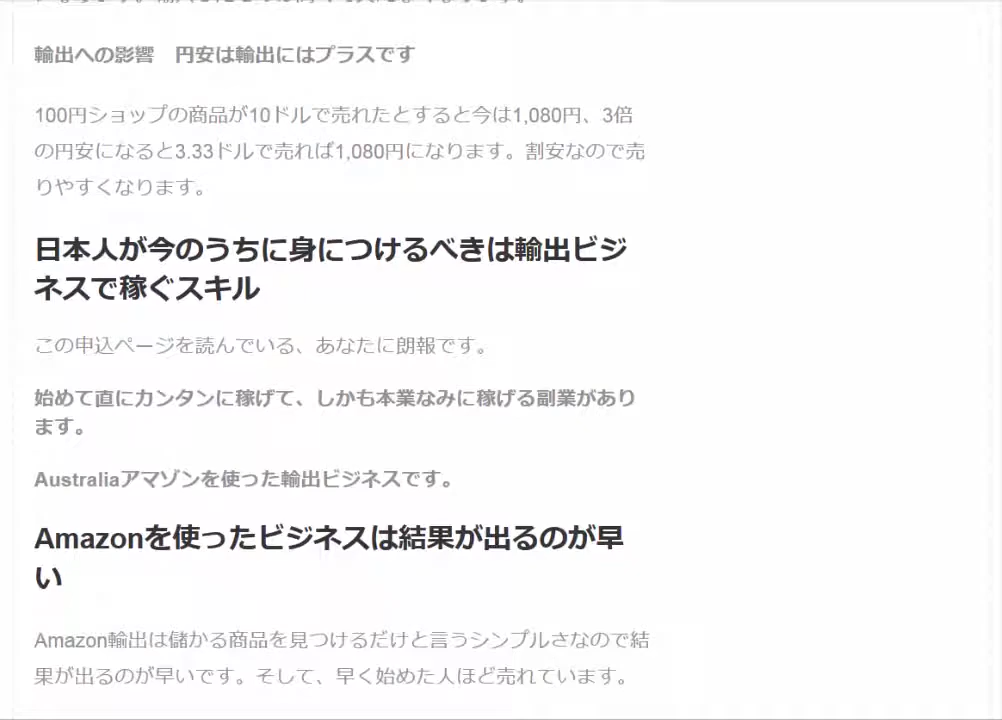 輸出への影響　円安は輸出にはプラスです
100円ショップの商品が10ドルで売れたとすると今は1,080円、3倍
の円安になると3.33ドルで売れば1,080円になります。割安なので売
りやすくなります。
日本人が今のうちに身につけるべきは輸出ビジ
ネスで稼ぐスキル
この申込ページを読んでいる、あなたに朗報です。
始めて直にカンタンに稼げて、しかも本業なみに稼げる副業があり
ます。
Australiaアマゾンを使った輸出ビジネスです。
Amazonを使ったビジネスは結果が出るのが早
い
Amazon輸出は儲かる商品を見つけるだけと言うシンプルさなので結
果が出るのが早いです。そして、早く始めた人ほど売れています。